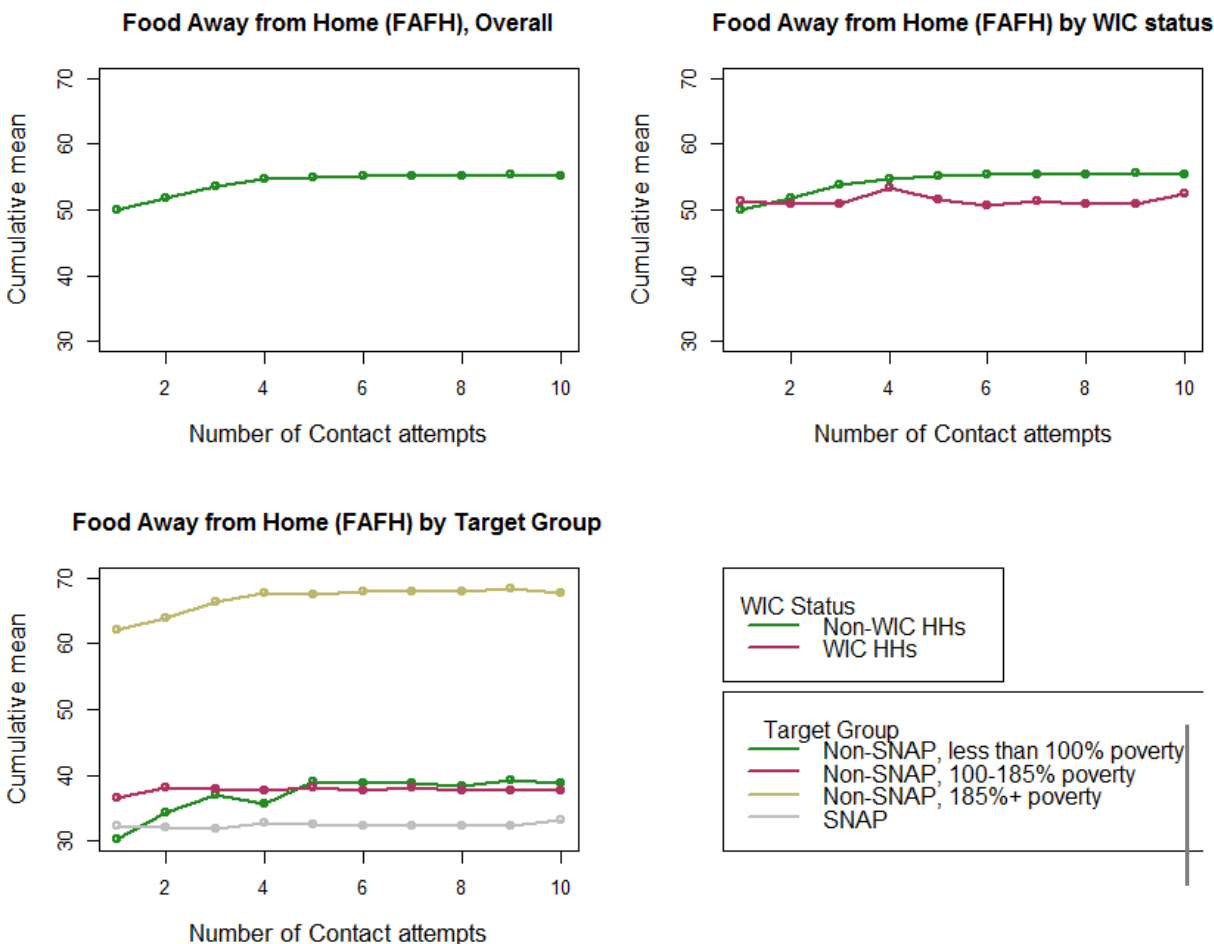 Food Away from Home (FAFH), Overall
Cumulative mean
70
60
50
40
30
2 4 6 8 10
Number of Contact attempts
Food Away from Home (FAFH) by WIC status
Cumulative mean
70
60
50
40
30
2 4 6 8 10
Number of Contact attempts
Food Away from Home (FAFH) by Target Group
Cumulative mean
70
60
50
40
30
2 4 6 8 10
Number of Contact attempts
WIC Status
Non-WIC HHs
WIC HHs
Target Group
Non-SNAP, less than 100% poverty
Non-SNAP, 100-185% poverty
Non-SNAP, 185%+ poverty
SNAP